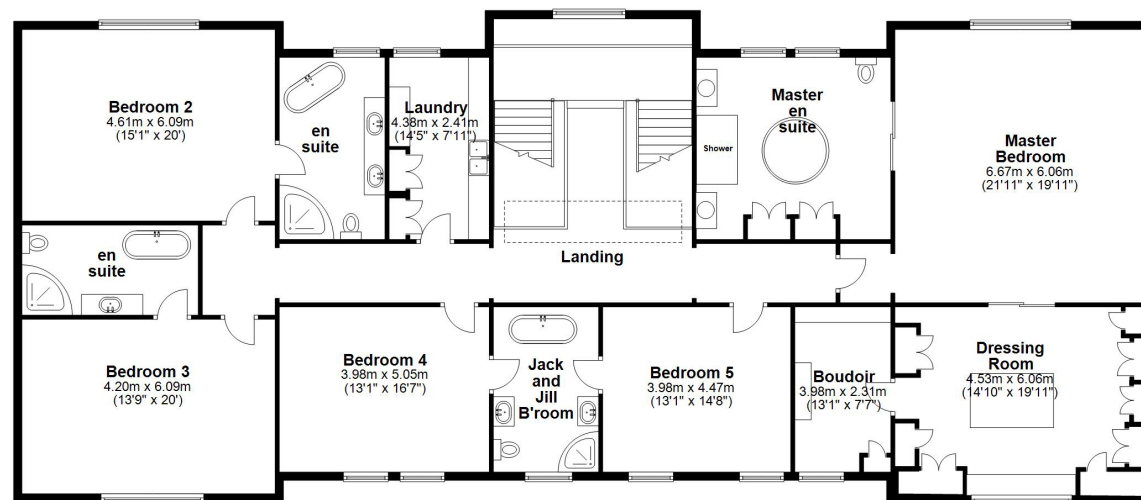 Bedroom 2
4.61m x 6.09m
(15'1" x 20')
en
suite
Laundry
4.38m x 2.41m
(14'5" x 7'11")
Master
en
suite
Shower
Master
Bedroom
6.67m x 6.06m
(21'11" x 19'11")
en
suite
Landing
Bedroom 3
4.20m x 6.09m
(13'9" x 20')
Bedroom 4
3.98m x 5.05m
(13'1" x 16'7")
Jack
and
Jill
B'room
Bedroom 5
3.98m x 4.47m
(13'1" x 14'8")
Boudoir
3.98m x 2.31m
(13'1" x 7'7")
Dressing
Room
4.53m x 6.06m
(14'10" x 19'11")